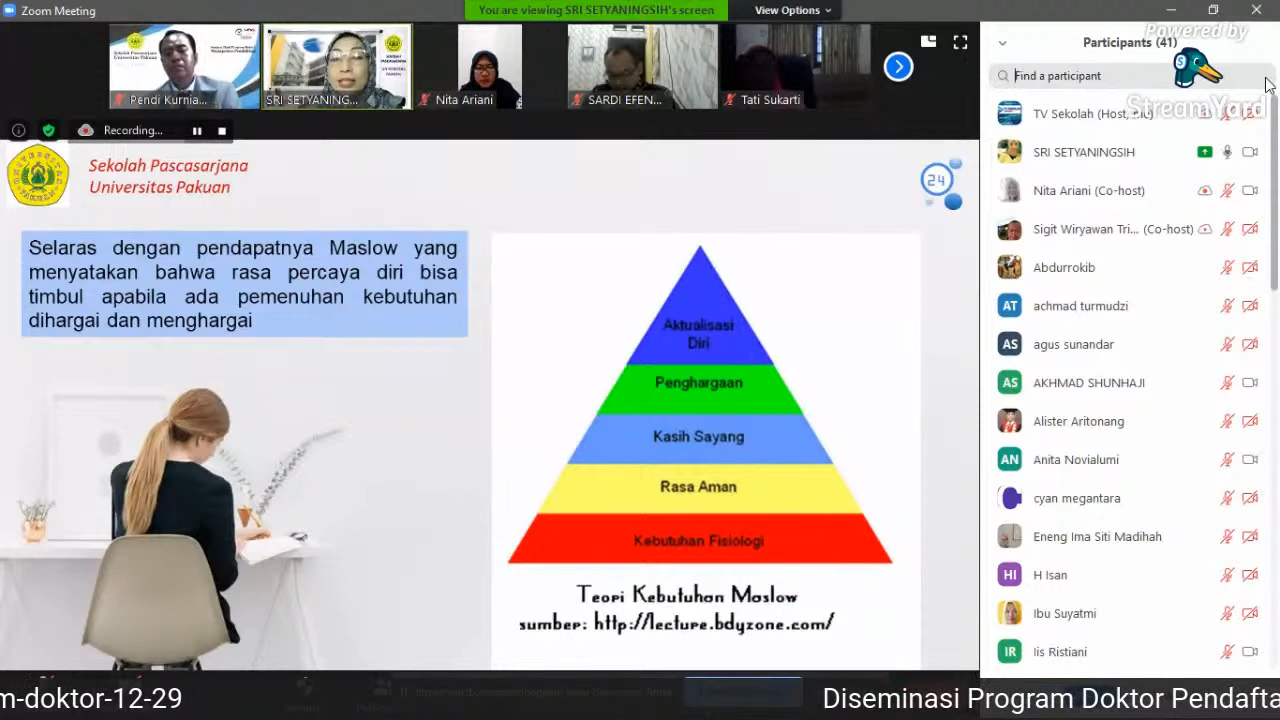 Zoom Meeting
You are viewing SRI SETYANINGSIH's screen
View Options
Pendi Kurnia...
SRI SETYANING...
Nita Ariani
SARDI EFEN...
Tati Sukarti
Recording...
Sekolah Pascasarjana
Universitas Pakuan
24
Selaras dengan pendapatnya Maslow yang
menyatakan bahwa rasa percaya diri bisa
timbul apabila ada pemenuhan kebutuhan
dihargai dan menghargai
Aktualisasi
Diri
Penghargaan
Kasih Sayang
Rasa Aman
Kebutuhan Fisiologi
Teori Kebutuhan Maslow
sumber: http://lecture.bdyzone.com/
Participants (41)
Powered by
StreamYard
Find a participant
TV Sekolah (Host, me)
SRI SETYANINGSIH
Nita Ariani (Co-host)
Sigit Wiryawan Tri... (Co-host)
Abdurrokib
AT achmad turmudzi
AS agus sunandar
AS AKHMAD SHUNHAJI
Alister Aritonang
AN Anita Novialumi
cyan megantara
Eneng Ima Siti Madihah
HI H Isan
Ibu Suyatmi
IR Iis Ristiani
m-doktor-12-29
Diseminasi Program Doktor Pendafta